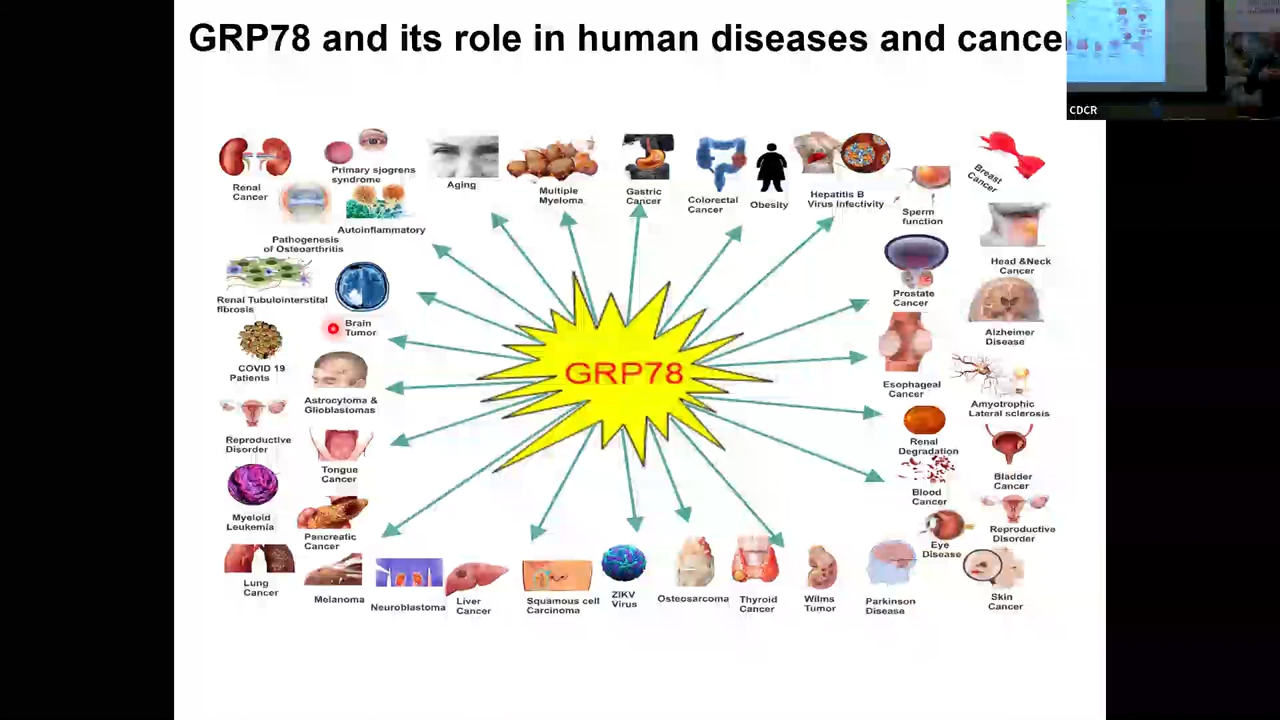 GRP78 and its role in human diseases and cance
CDCR
Renal
Cancer
Primary sjogrens
syndrome
Aging
Multiple
Myeloma
Gastric
Cancer
Colorectal
Cancer
Obesity
Hepatitis B
Virus Infectivity
Sperm
function
Breast
Cancer
Autoinflammatory
Pathogenesis
of Osteoarthritis
Head &Neck
Cancer
Renal Tubulointerstital
fibrosis
Brain
Tumor
Prostate
Cancer
Alzheimer
Disease
COVID 19
Patients
Astrocytoma &
Glioblastomas
GRP78
Esophageal
Cancer
Amyotrophic
Lateral sclerosis
Reproductive
Disorder
Tongue
Cancer
Renal
Degradation
Bladder
Cancer
Blood
Cancer
Myeloid
Leukemia
Pancreatic
Cancer
Eye
Disease
Reproductive
Disorder
Lung
Cancer
Melanoma
Neuroblastoma
Liver
Cancer
Squamous cell
Carcinoma
ZIKV
Virus
Osteosarcoma
Thyroid
Cancer
Wilms
Tumor
Parkinson
Disease
Skin
Cancer